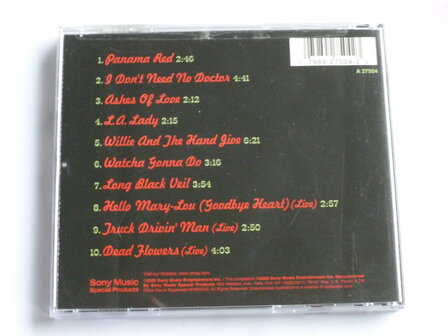 7989-27504-2
A 27504
1. Panama Red 2:46
2. I Don't Need No Doctor 4:41
3. Ashes Of Love 2:12
4. L.A. Lady 2:15
5. Willie And The Hand Jive 6:21
6. Watcha Gonna Do 3:16
7. Long Black Veil 3:54
8. Hello Mary-Lou (Goodbye Heart) (Live) 2:57
9. Truck Drivin' Man (Live) 2:50
10. Dead Flowers (Live) 4:03
Sony Music
Special Products